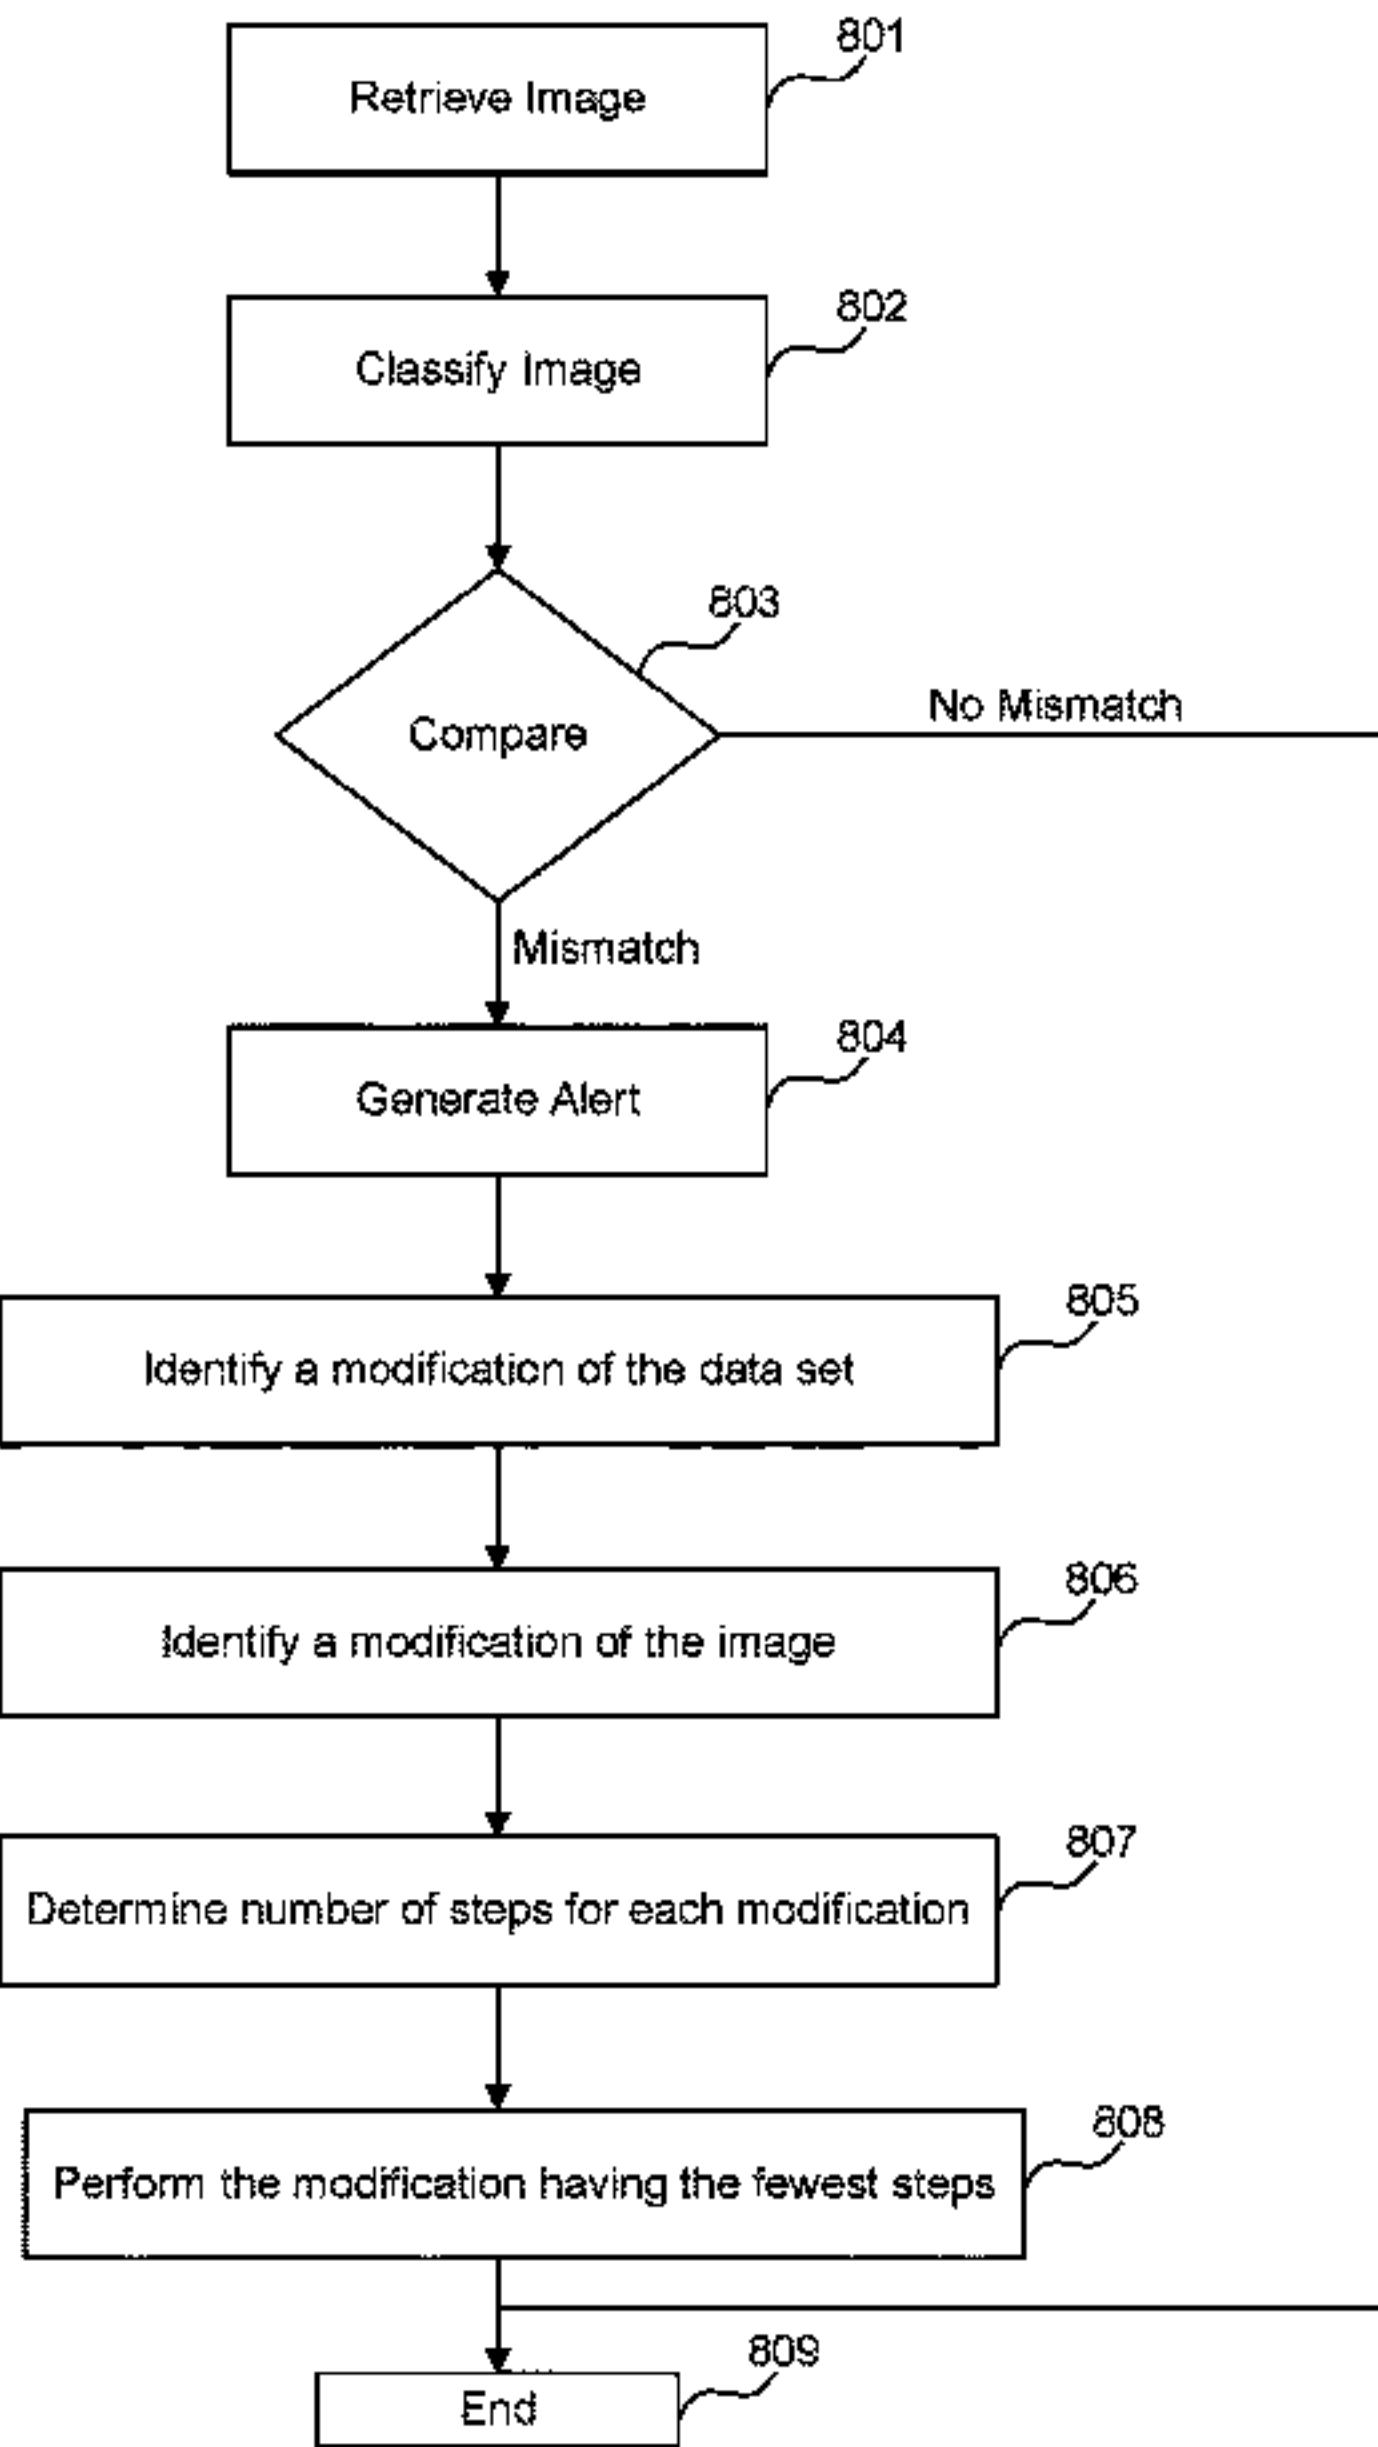 801
Retrieve Image
802
Classify Image
803
Compare
No Mismatch
Mismatch
804
Generate Alert
805
Identify a modification of the data set
806
Identify a modification of the image
807
Determine number of steps for each modification
808
Perform the modification having the fewest steps
809
End